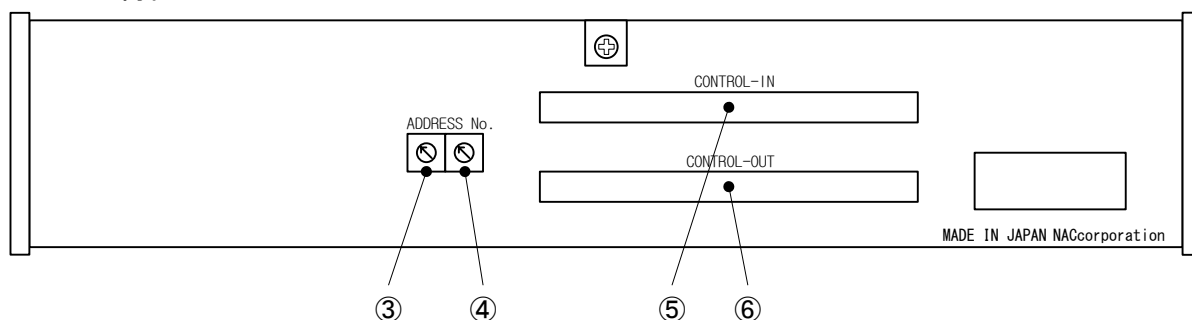 CONTROL-IN
ADDRESS No.
CONTROL-OUT
MADE IN JAPAN NACcorporation
③ ④ ⑤ ⑥